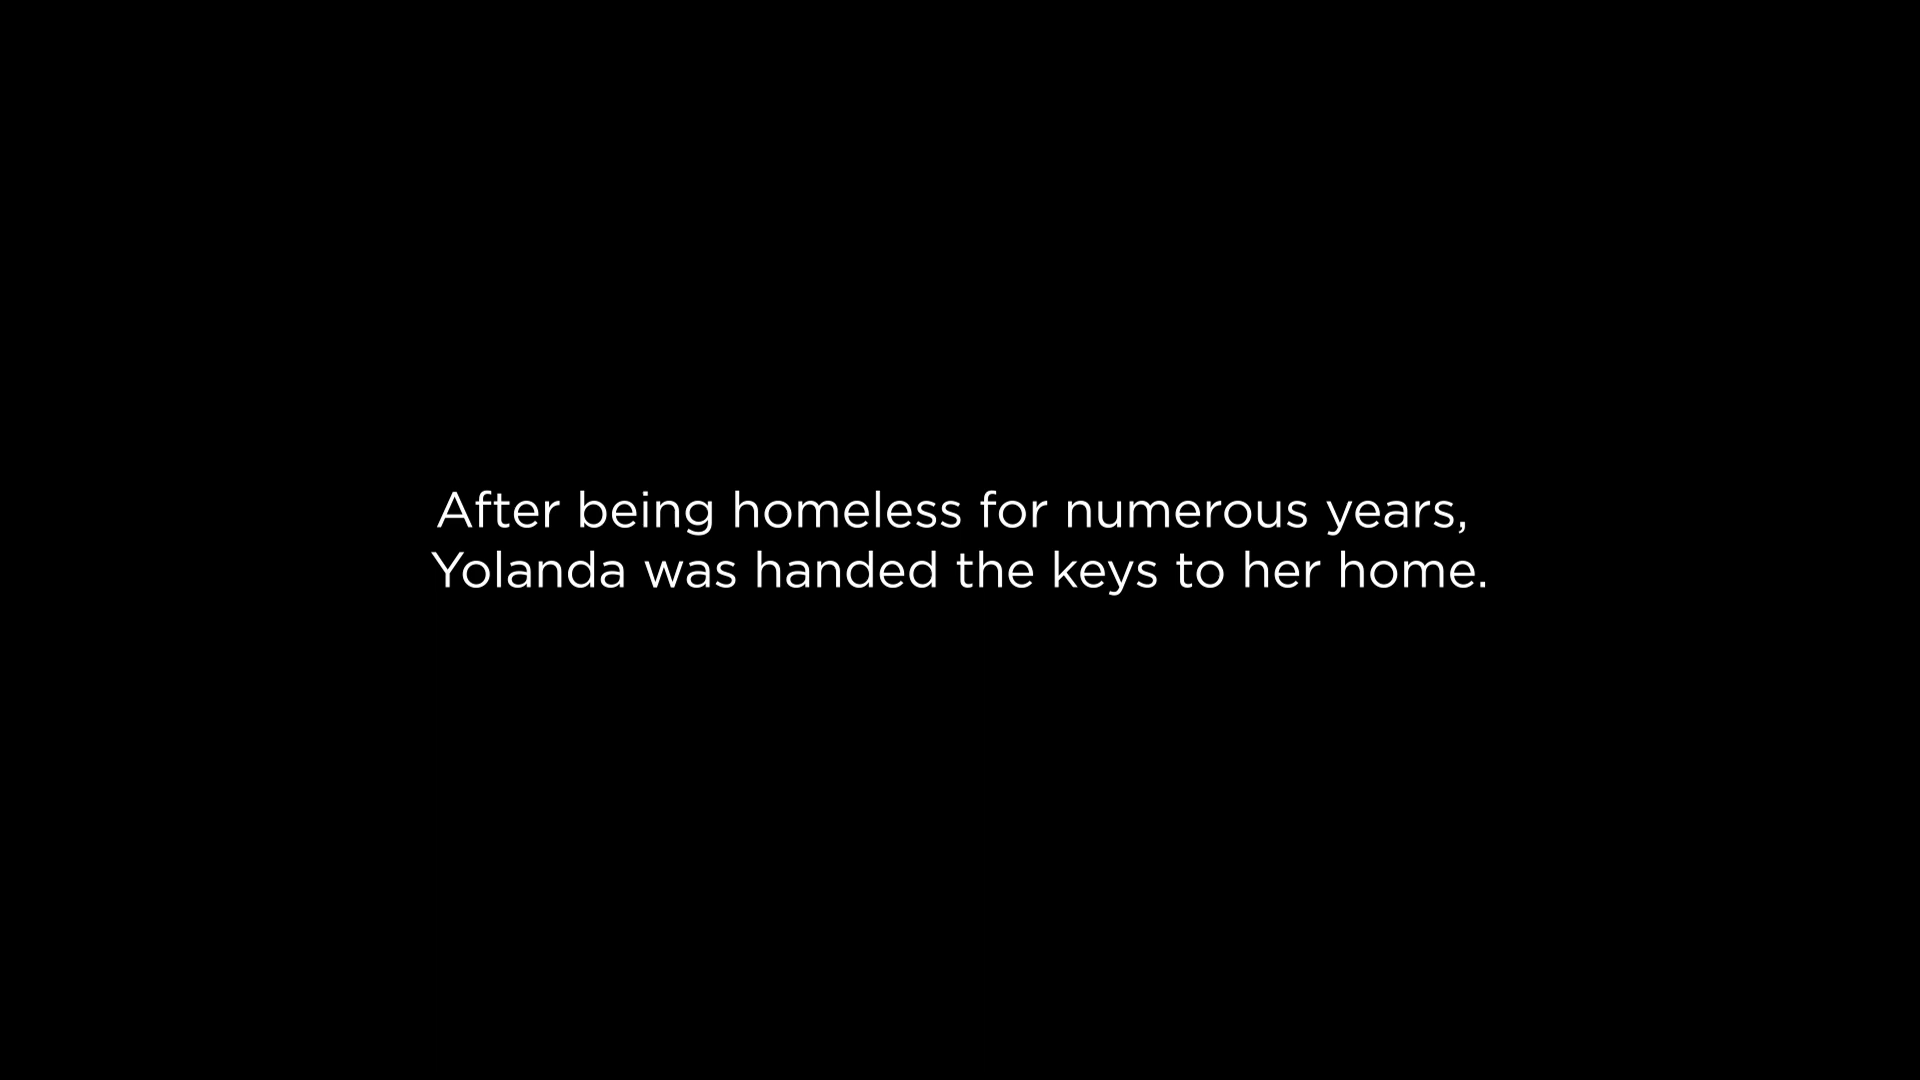 After being homeless for numerous years,
Yolanda was handed the keys to her home.